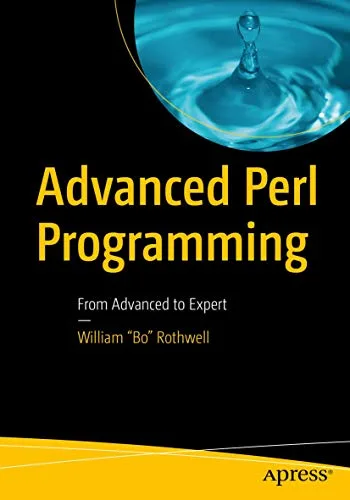 Advanced Perl
Programming
From Advanced to Expert
—
William “Bo” Rothwell
Apress®